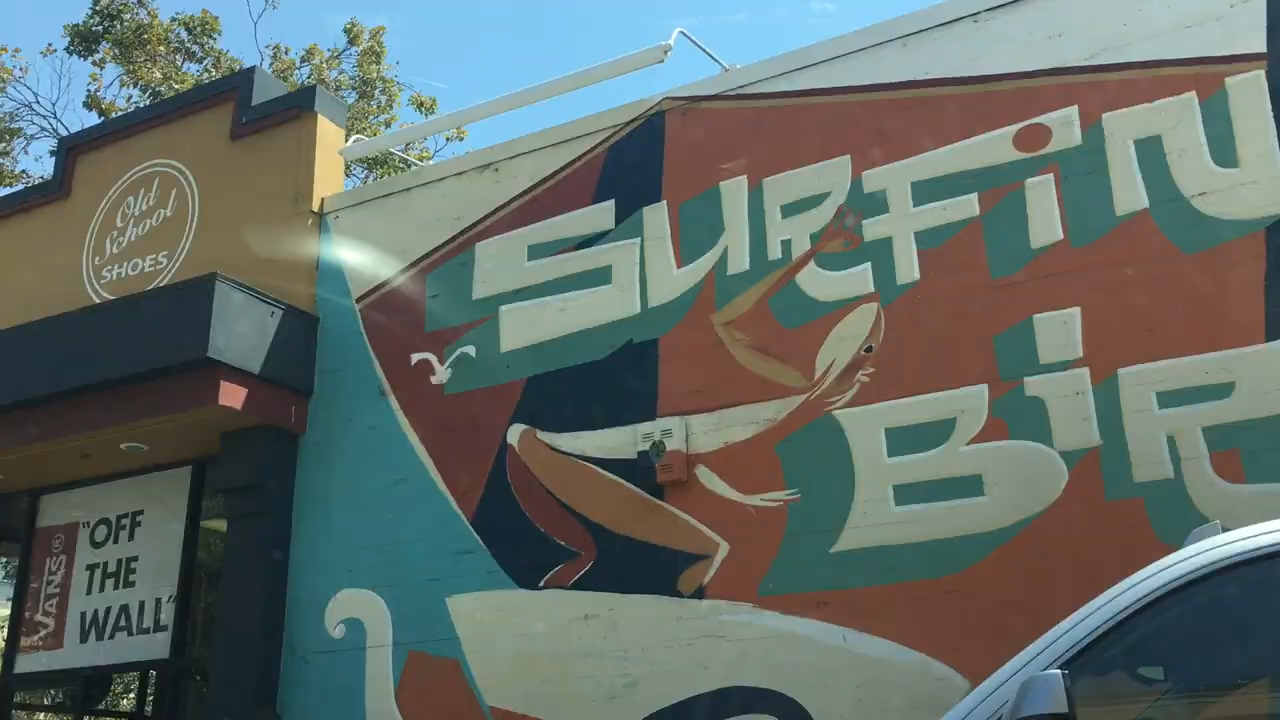 Old
School
SHOES
SURFIN
BIR
VANS®
"OFF
THE
WALL"